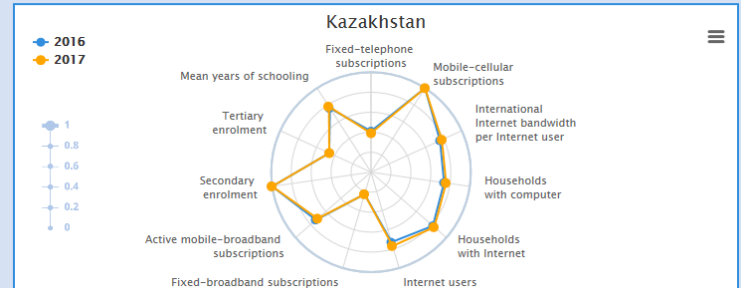 Kazakhstan
2016
2017
Fixed-telephone
subscriptions
Mobile-cellular
subscriptions
International
Internet bandwidth
per Internet user
Households
with computer
Households
with Internet
Internet users
Fixed-broadband subscriptions
Active mobile-broadband
subscriptions
Secondary
enrolment
Tertiary
enrolment
Mean years of schooling
1
0.8
0.6
0.4
0.2
0